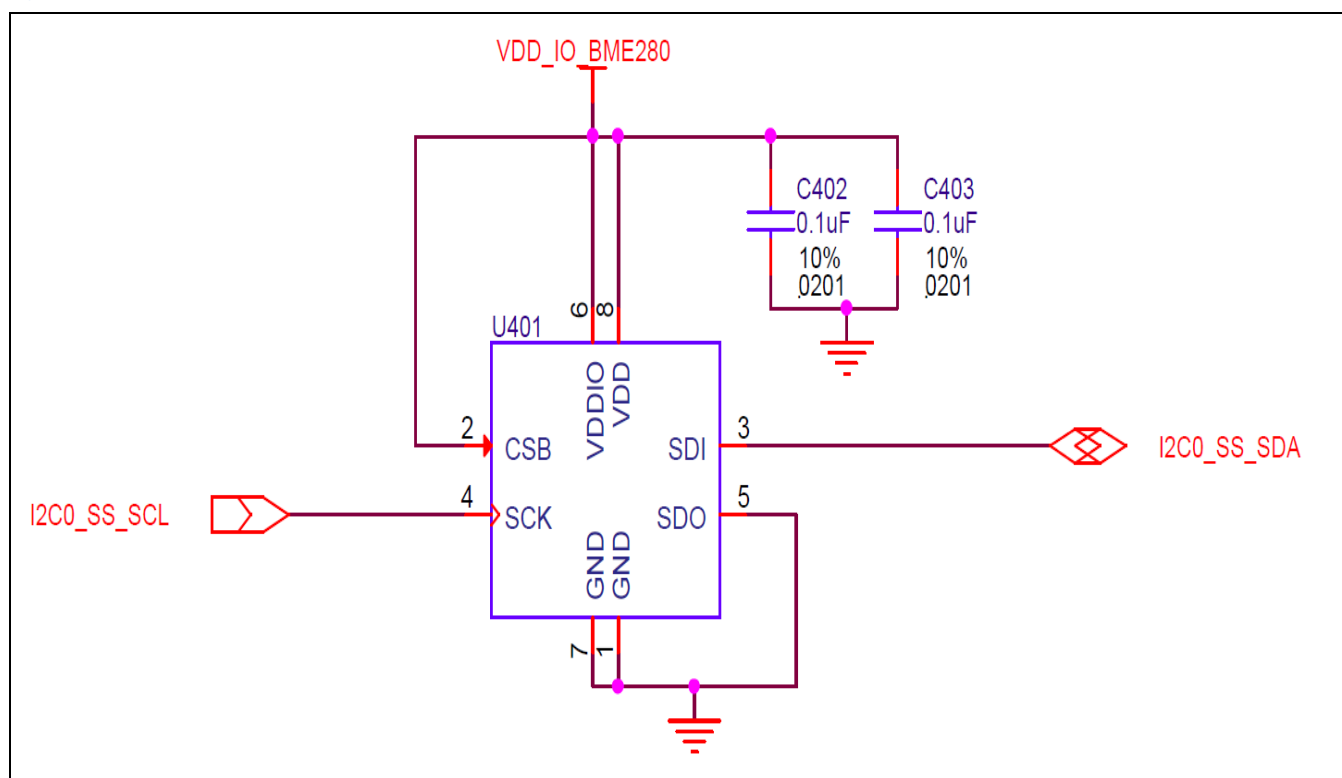 VDD_IO_BME280
C402
0.1uF
10%
0201
C403
0.1uF
10%
0201
6
8
U401
VDDIO
VDD
2
CSB
SDI
3
I2C0_SS_SDA
I2C0_SS_SCL
4
SCK
SDO
5
GND
GND
7
1